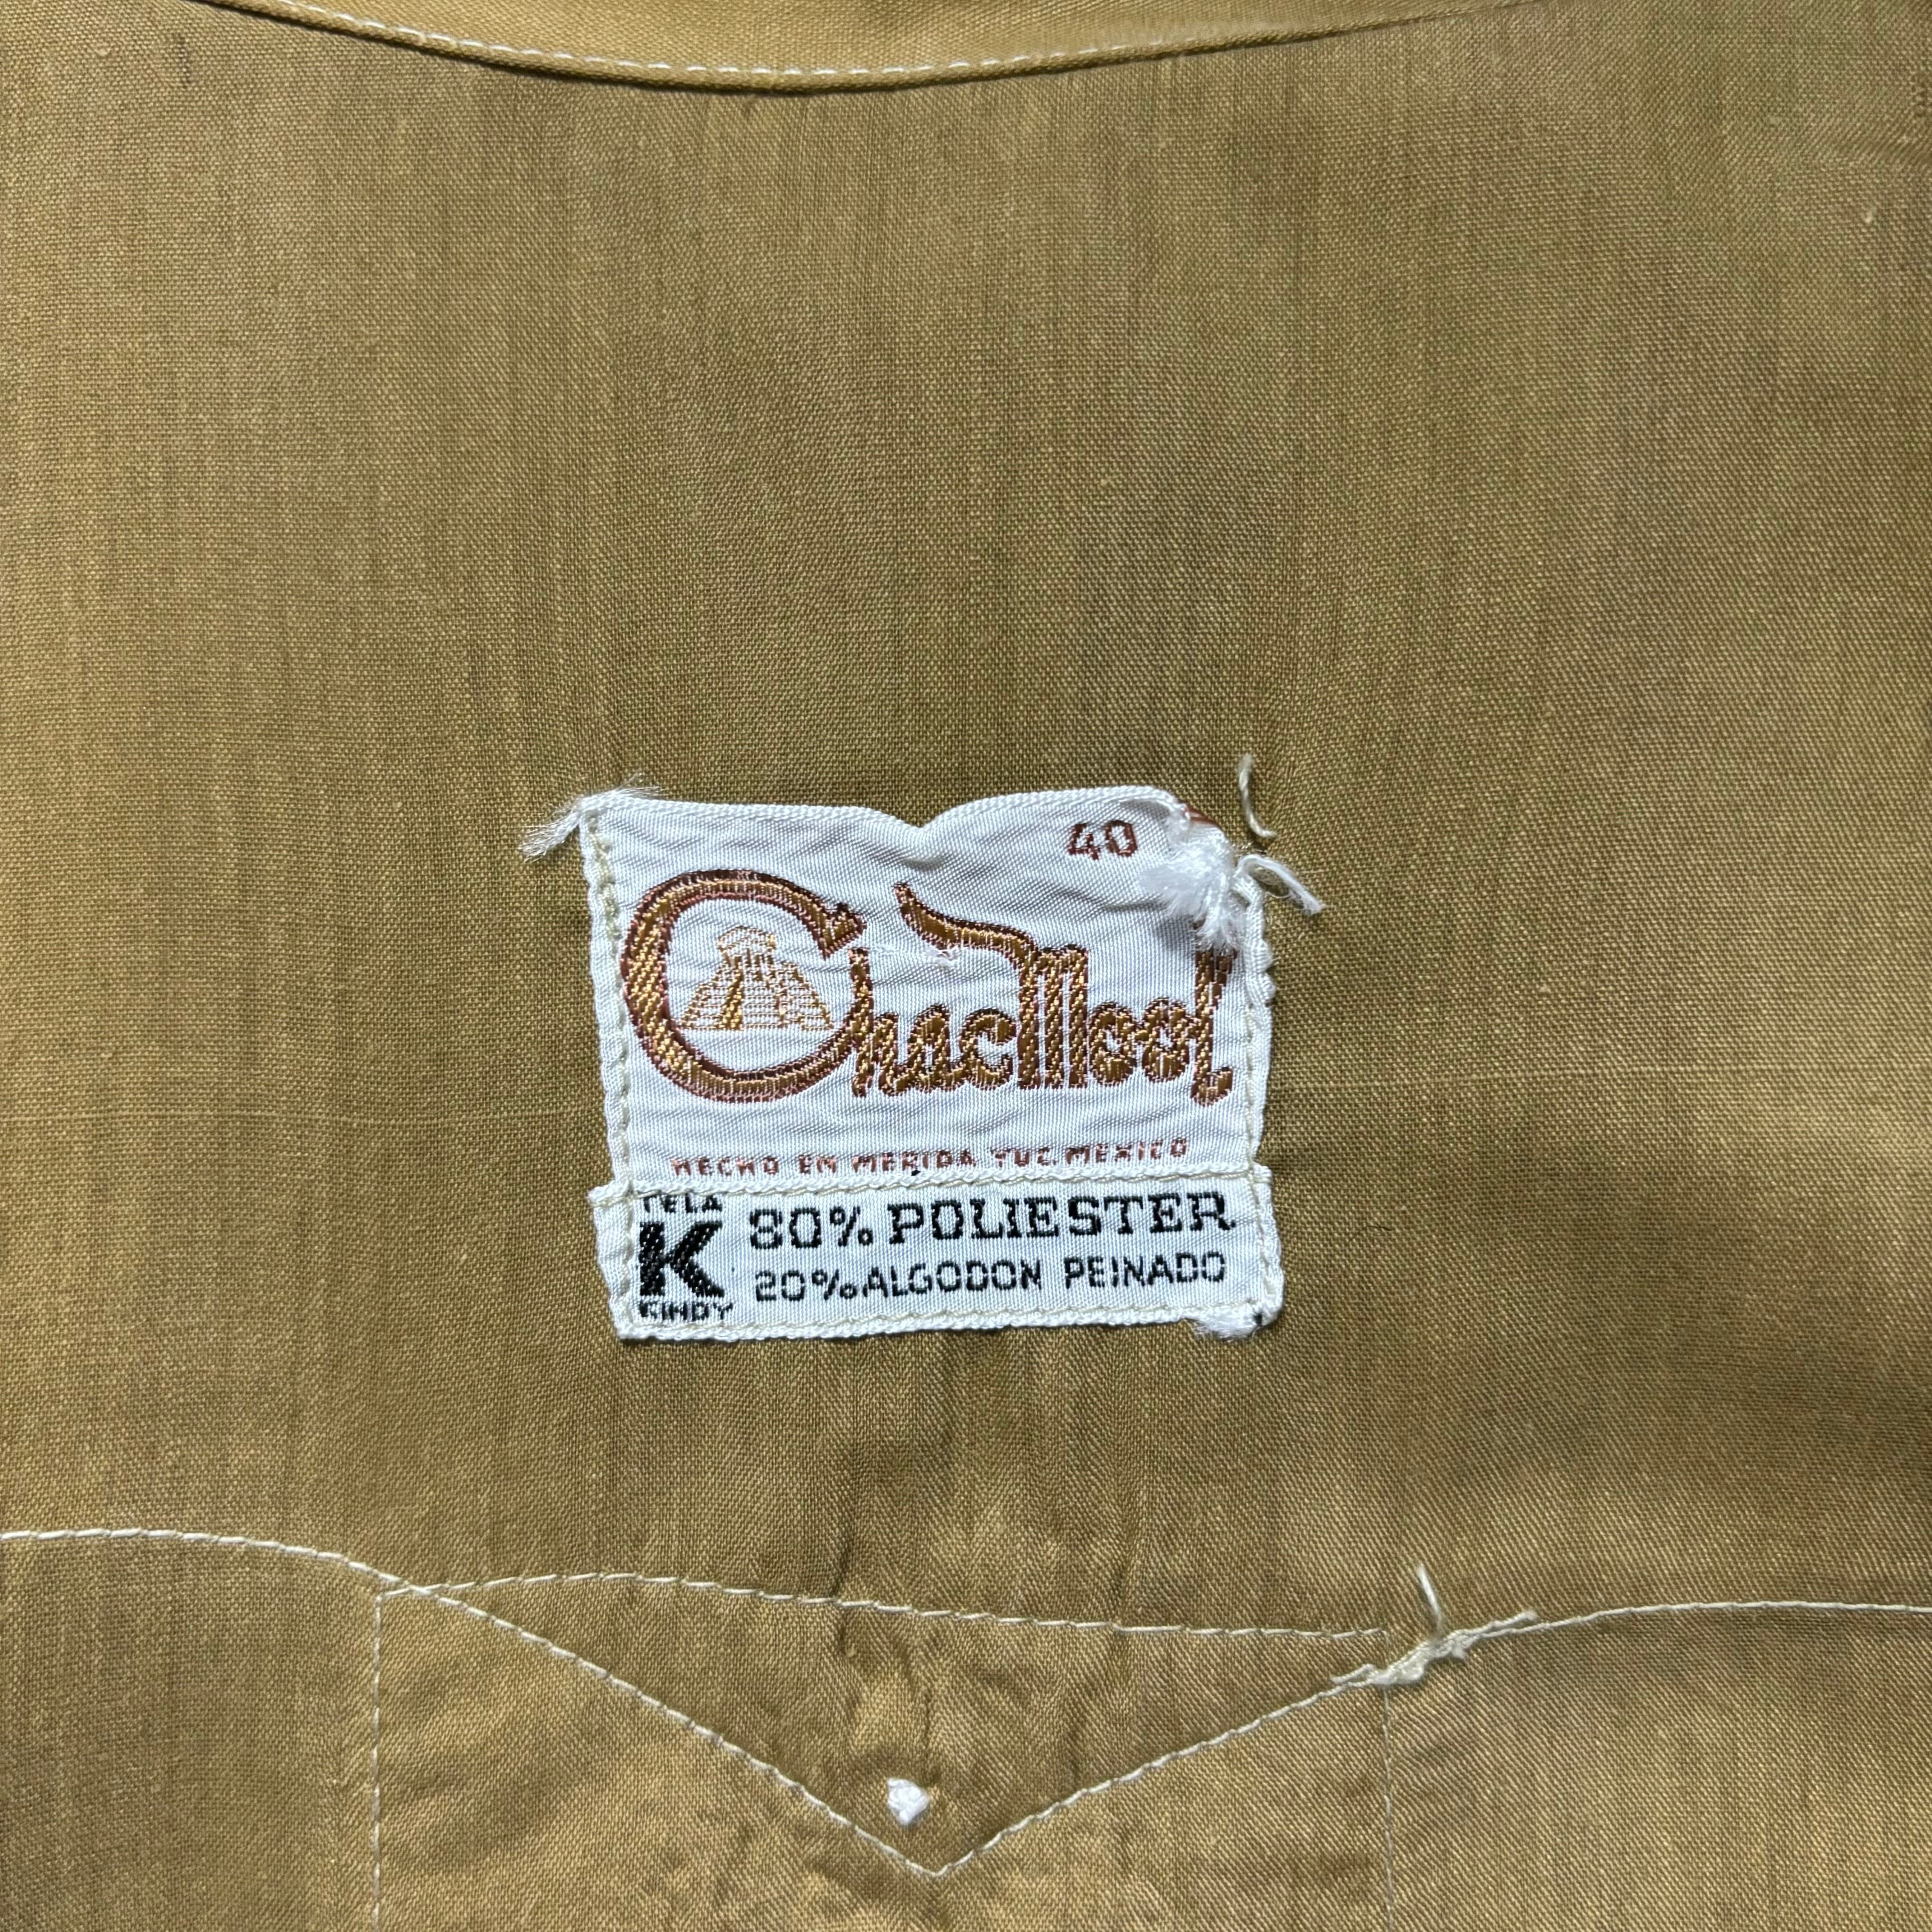 40
ChacMool
HECHO EN MERIDA YUC. MEXICO
TELA
K
KINDY
80% POLIESTER
20% ALGODON PEINADO